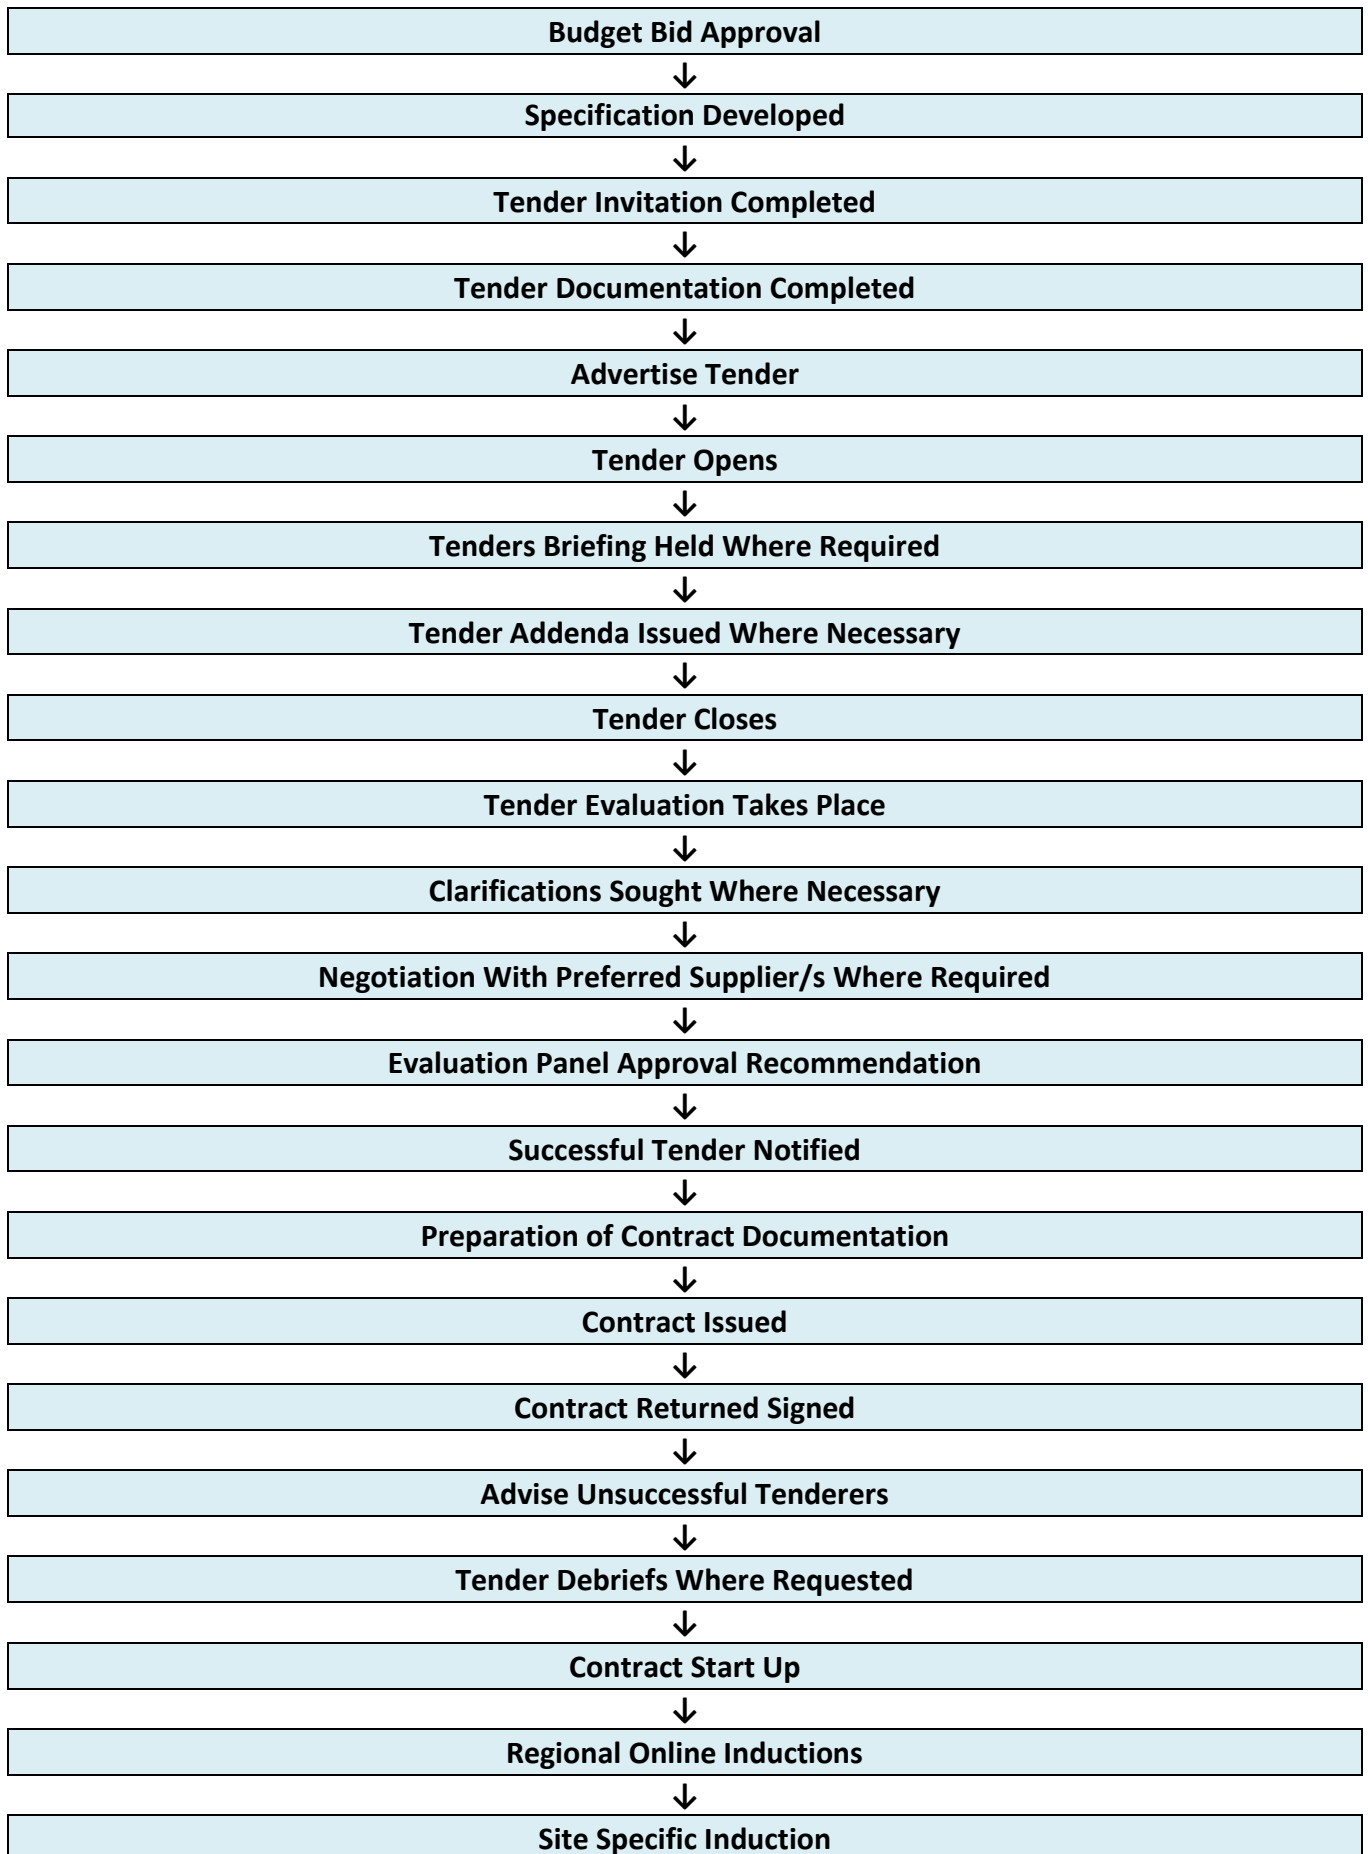 Budget Bid Approval
↓
Specification Developed
↓
Tender Invitation Completed
↓
Tender Documentation Completed
↓
Advertise Tender
↓
Tender Opens
↓
Tenders Briefing Held Where Required
↓
Tender Addenda Issued Where Necessary
↓
Tender Closes
↓
Tender Evaluation Takes Place
↓
Clarifications Sought Where Necessary
↓
Negotiation With Preferred Supplier/s Where Required
↓
Evaluation Panel Approval Recommendation
↓
Successful Tender Notified
↓
Preparation of Contract Documentation
↓
Contract Issued
↓
Contract Returned Signed
↓
Advise Unsuccessful Tenderers
↓
Tender Debriefs Where Requested
↓
Contract Start Up
↓
Regional Online Inductions
↓
Site Specific Induction